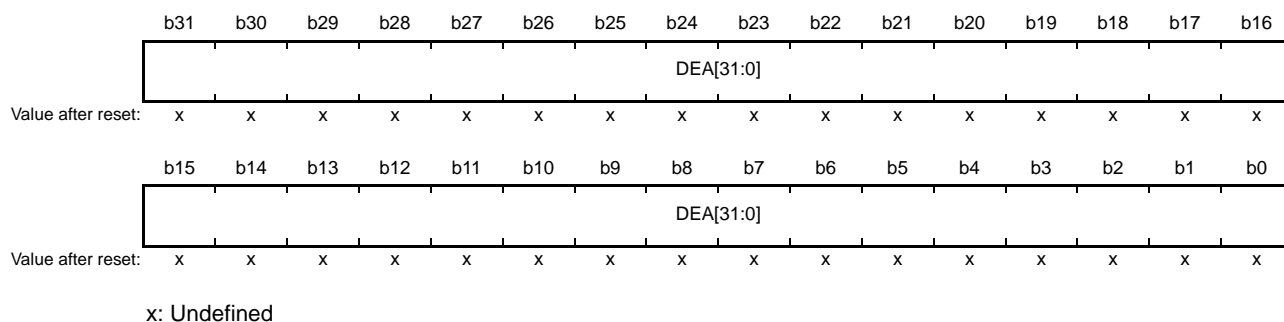 b31 b30 b29 b28 b27 b26 b25 b24 b23 b22 b21 b20 b19 b18 b17 b16
DEA[31:0]
Value after reset: x x x x x x x x x x x x x x x x
b15 b14 b13 b12 b11 b10 b9 b8 b7 b6 b5 b4 b3 b2 b1 b0
DEA[31:0]
Value after reset: x x x x x x x x x x x x x x x x
x: Undefined